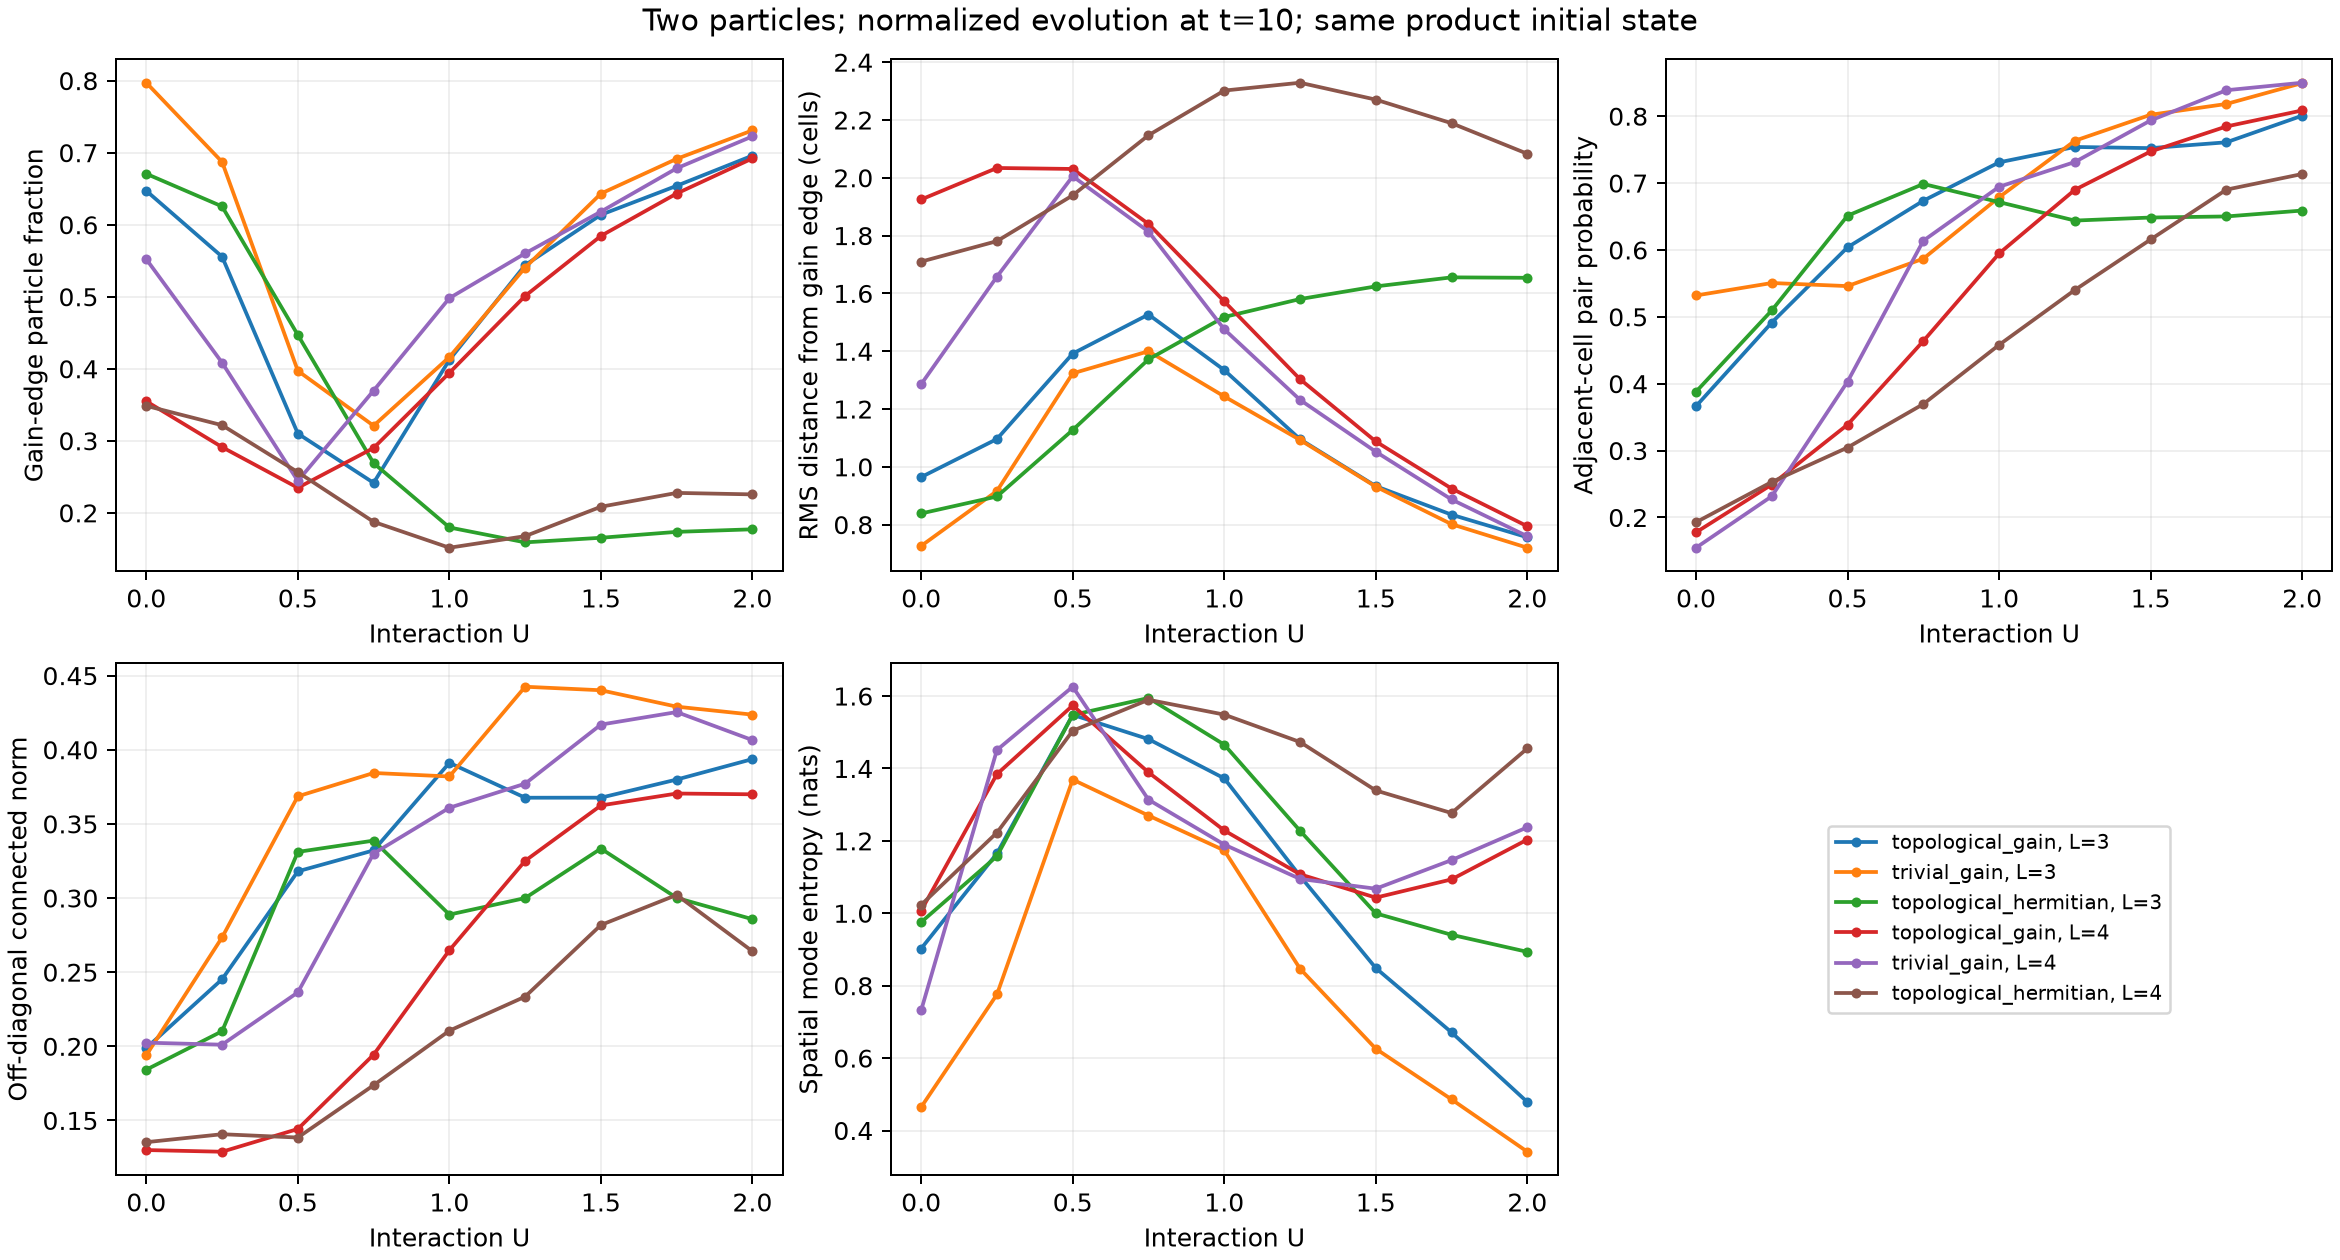 Two particles; normalized evolution at t=10; same product initial state
Gain-edge particle fraction
0.8
0.7
0.6
0.5
0.4
0.3
0.2
0.0 0.5 1.0 1.5 2.0
Interaction U
RMS distance from gain edge (cells)
2.4
2.2
2.0
1.8
1.6
1.4
1.2
1.0
0.8
0.0 0.5 1.0 1.5 2.0
Interaction U
Adjacent-cell pair probability
0.8
0.7
0.6
0.5
0.4
0.3
0.2
0.0 0.5 1.0 1.5 2.0
Interaction U
Off-diagonal connected norm
0.45
0.40
0.35
0.30
0.25
0.20
0.15
0.0 0.5 1.0 1.5 2.0
Interaction U
Spatial mode entropy (nats)
1.6
1.4
1.2
1.0
0.8
0.6
0.4
0.0 0.5 1.0 1.5 2.0
Interaction U
topological_gain, L=3
trivial_gain, L=3
topological_hermitian, L=3
topological_gain, L=4
trivial_gain, L=4
topological_hermitian, L=4